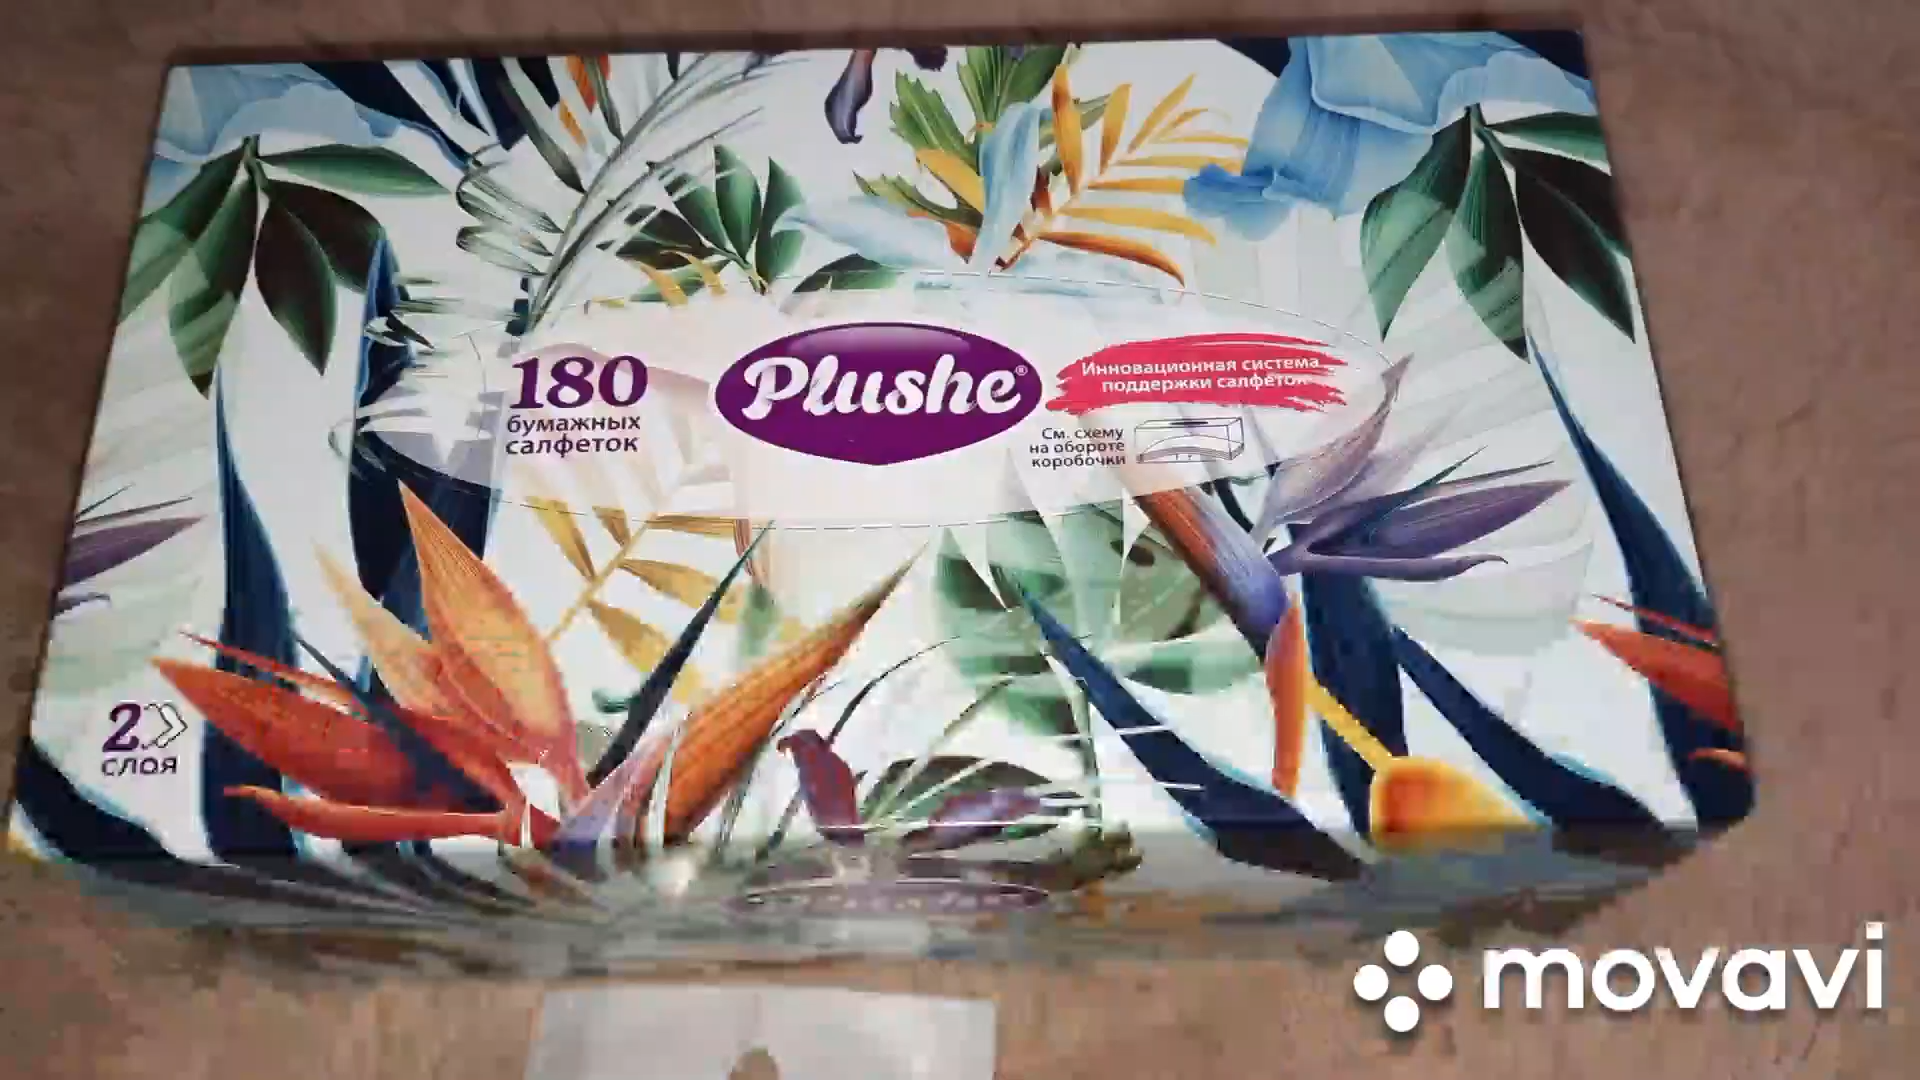 180
бумажных
салфеток
Plushe®
Инновационная система
поддержки салфеток
См. схему
на обороте
коробочки
2
слоя
movavi